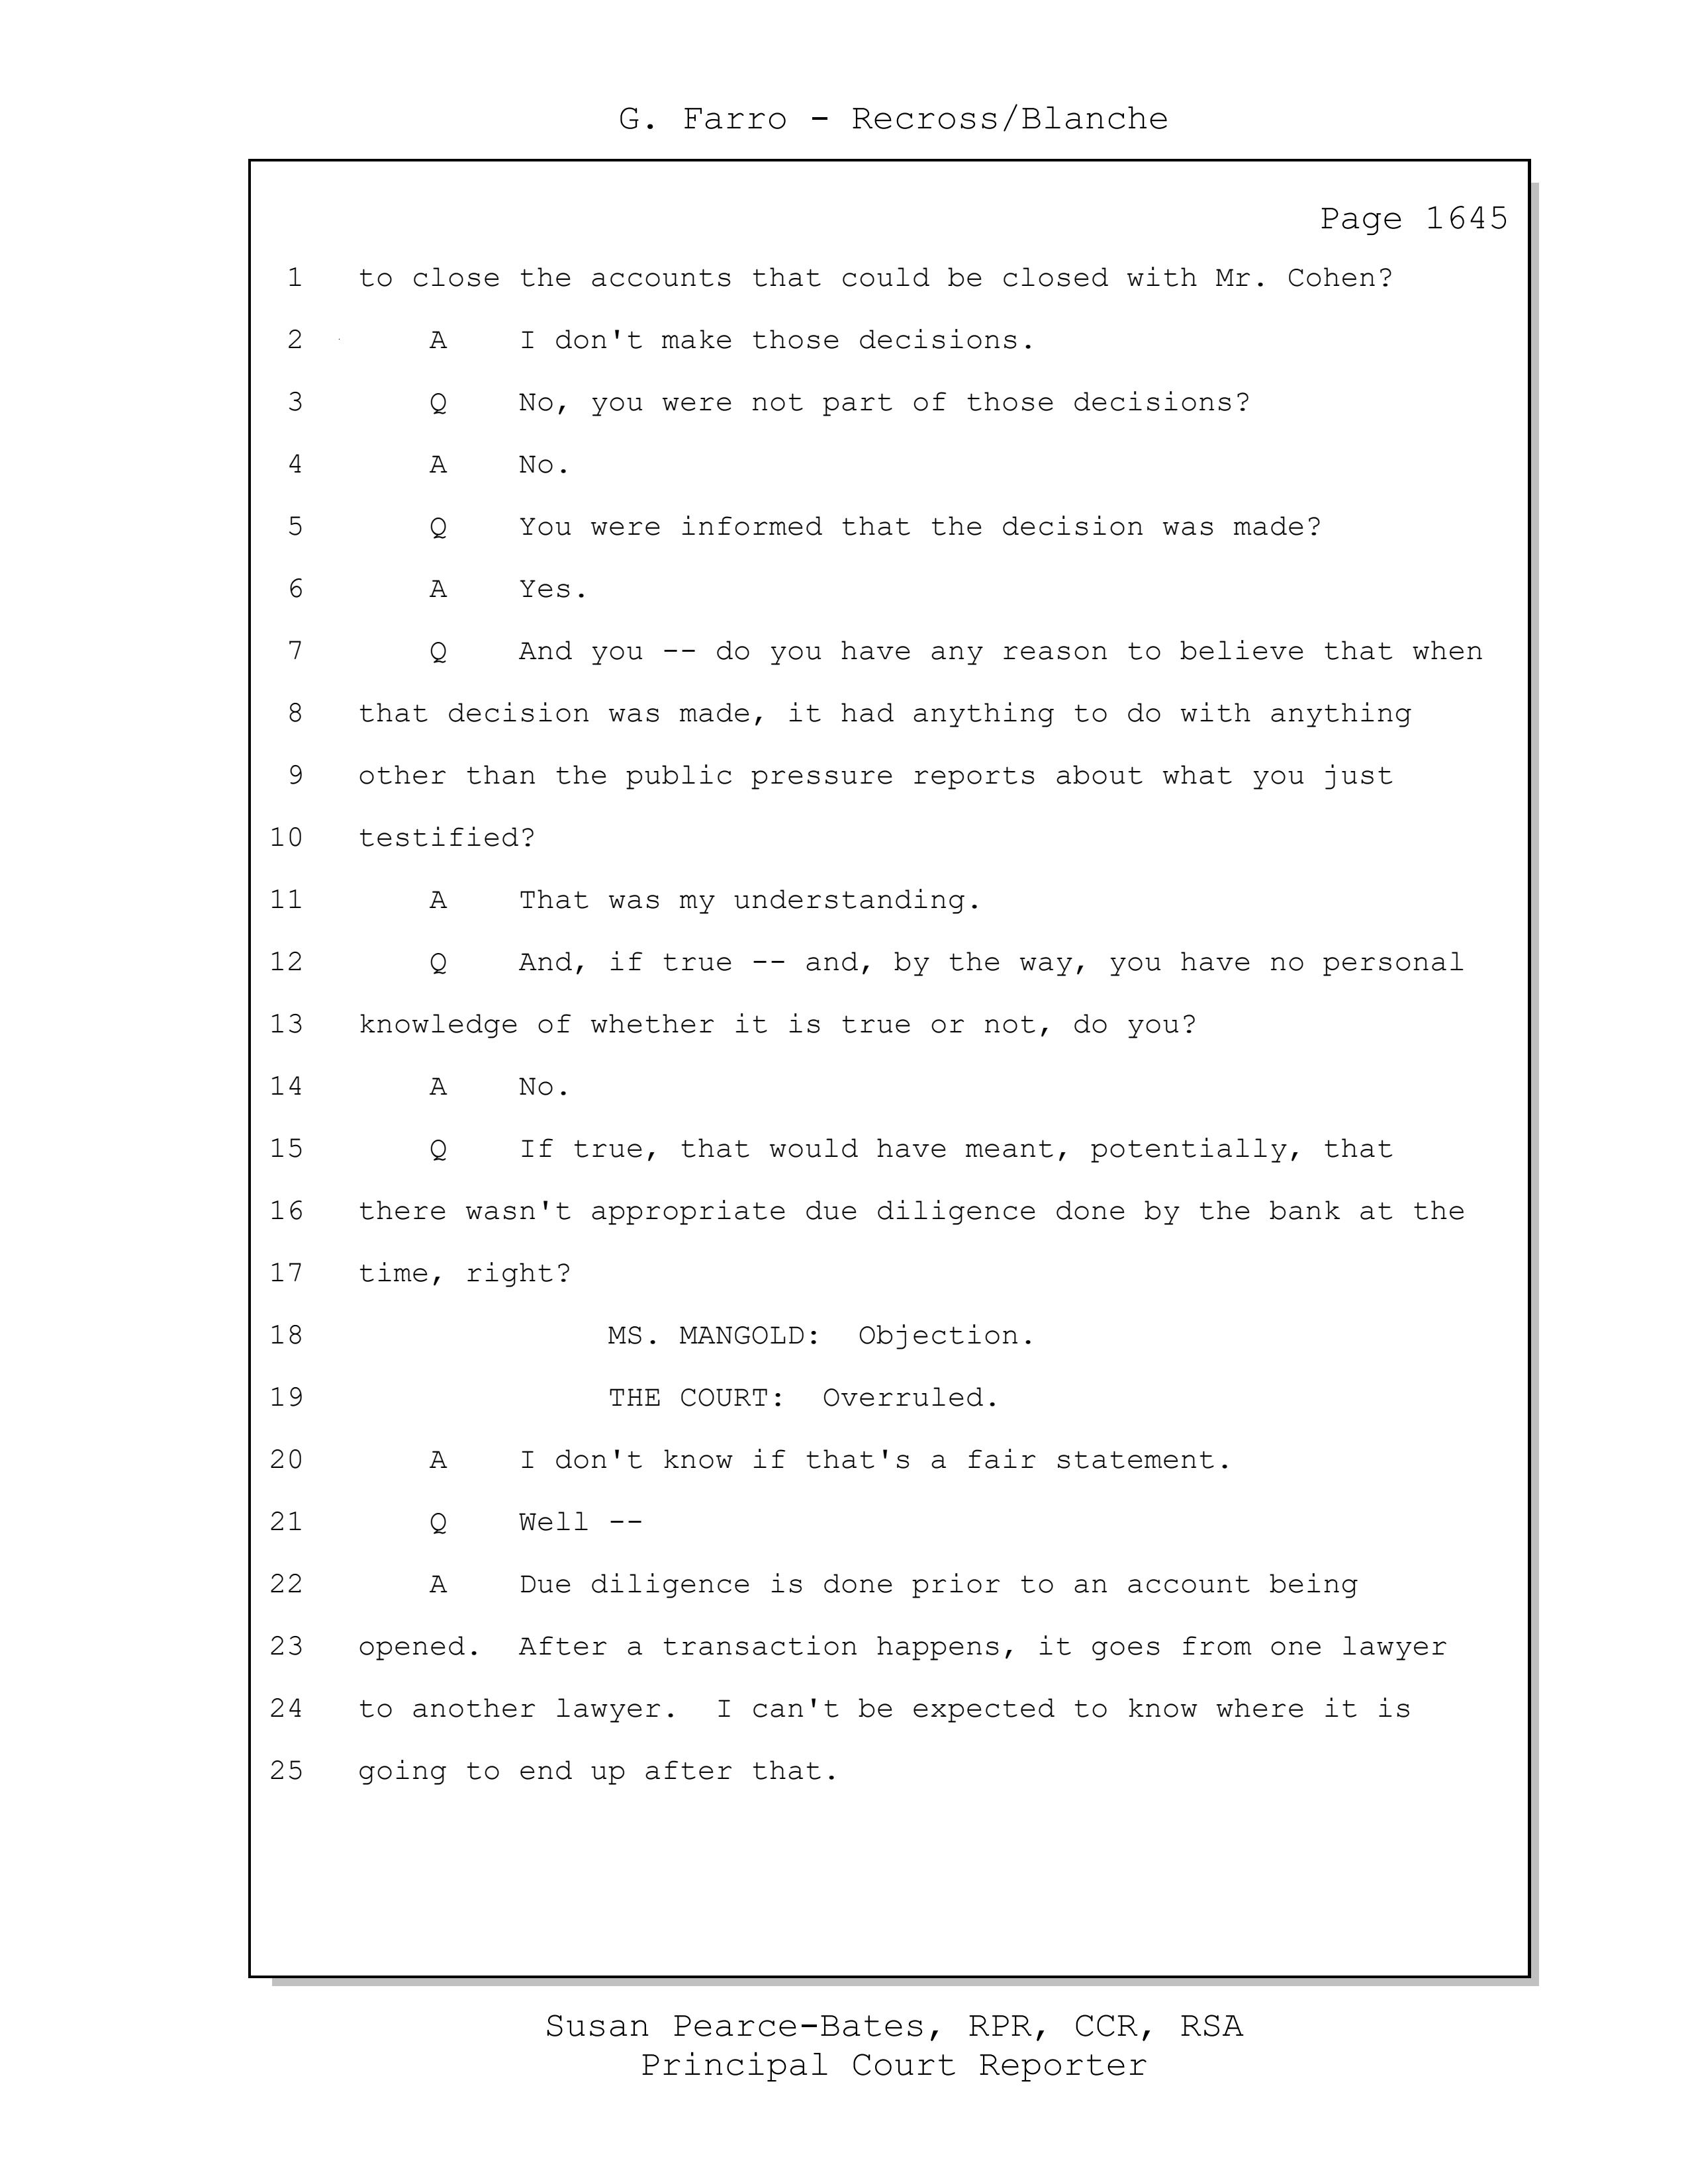 G. Farro - Recross/Blanche
Page 1645
1 to close the accounts that could be closed with Mr. Cohen?
2 A I don't make those decisions.
3 Q No, you were not part of those decisions?
4 A No.
5 Q You were informed that the decision was made?
6 A Yes.
7 Q And you -- do you have any reason to believe that when
8 that decision was made, it had anything to do with anything
9 other than the public pressure reports about what you just
10 testified?
11 A That was my understanding.
12 Q And, if true -- and, by the way, you have no personal
13 knowledge of whether it is true or not, do you?
14 A No.
15 Q If true, that would have meant, potentially, that
16 there wasn't appropriate due diligence done by the bank at the
17 time, right?
18 MS. MANGOLD: Objection.
19 THE COURT: Overruled.
20 A I don't know if that's a fair statement.
21 Q Well --
22 A Due diligence is done prior to an account being
23 opened. After a transaction happens, it goes from one lawyer
24 to another lawyer. I can't be expected to know where it is
25 going to end up after that.
Susan Pearce-Bates, RPR, CCR, RSA
Principal Court Reporter